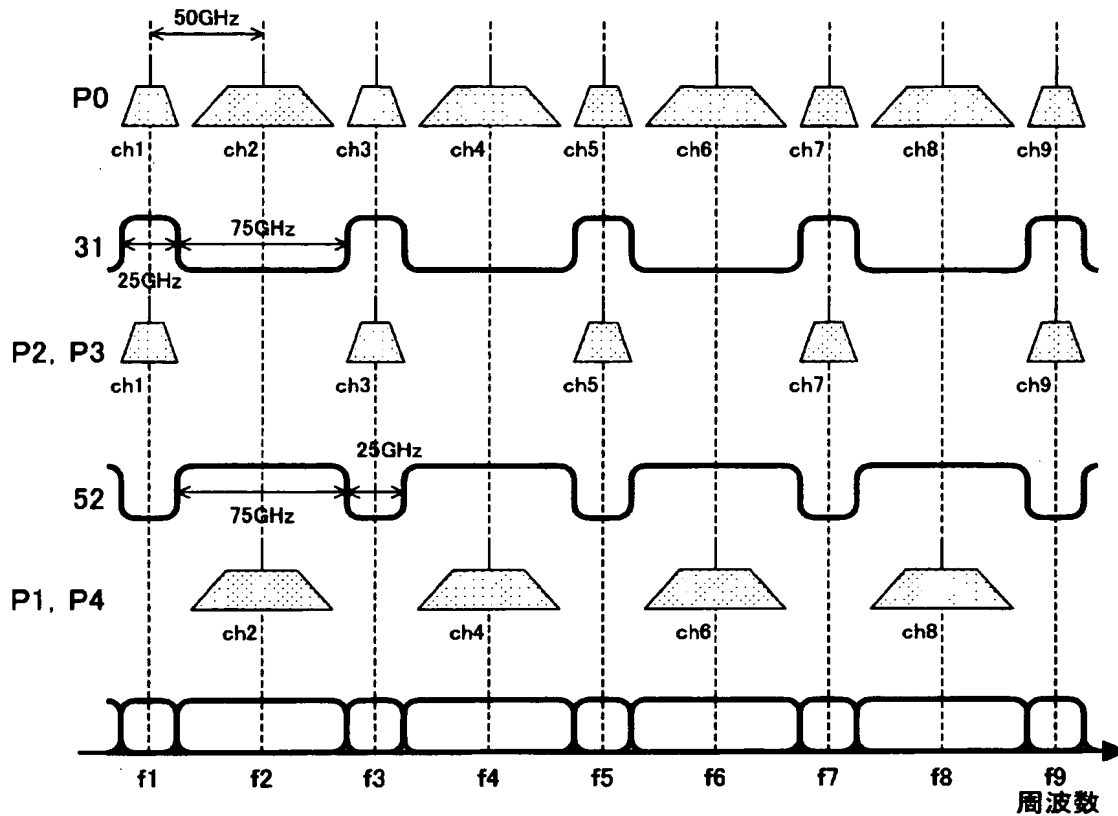 50GHz
P0
ch1 ch2 ch3 ch4 ch5 ch6 ch7 ch8 ch9
31
75GHz
25GHz
P2, P3
ch1 ch3 ch5 ch7 ch9
25GHz
52
75GHz
P1, P4
ch2 ch4 ch6 ch8
f1 f2 f3 f4 f5 f6 f7 f8 f9
周波数